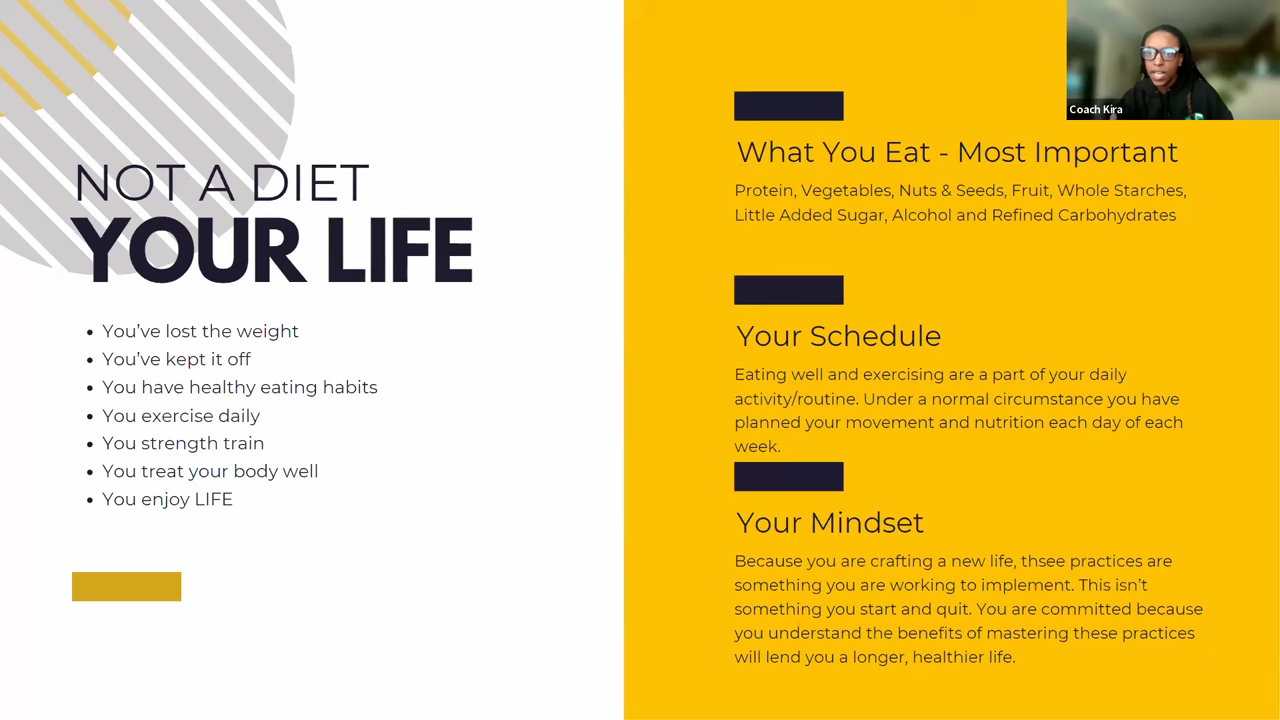 NOT A DIET
YOUR LIFE
• You've lost the weight
• You've kept it off
• You have healthy eating habits
• You exercise daily
• You strength train
• You treat your body well
• You enjoy LIFE
Coach Kira
What You Eat - Most Important
Protein, Vegetables, Nuts & Seeds, Fruit, Whole Starches,
Little Added Sugar, Alcohol and Refined Carbohydrates
Your Schedule
Eating well and exercising are a part of your daily
activity/routine. Under a normal circumstance you have
planned your movement and nutrition each day of each
week.
Your Mindset
Because you are crafting a new life, thsee practices are
something you are working to implement. This isn't
something you start and quit. You are committed because
you understand the benefits of mastering these practices
will lend you a longer, healthier life.